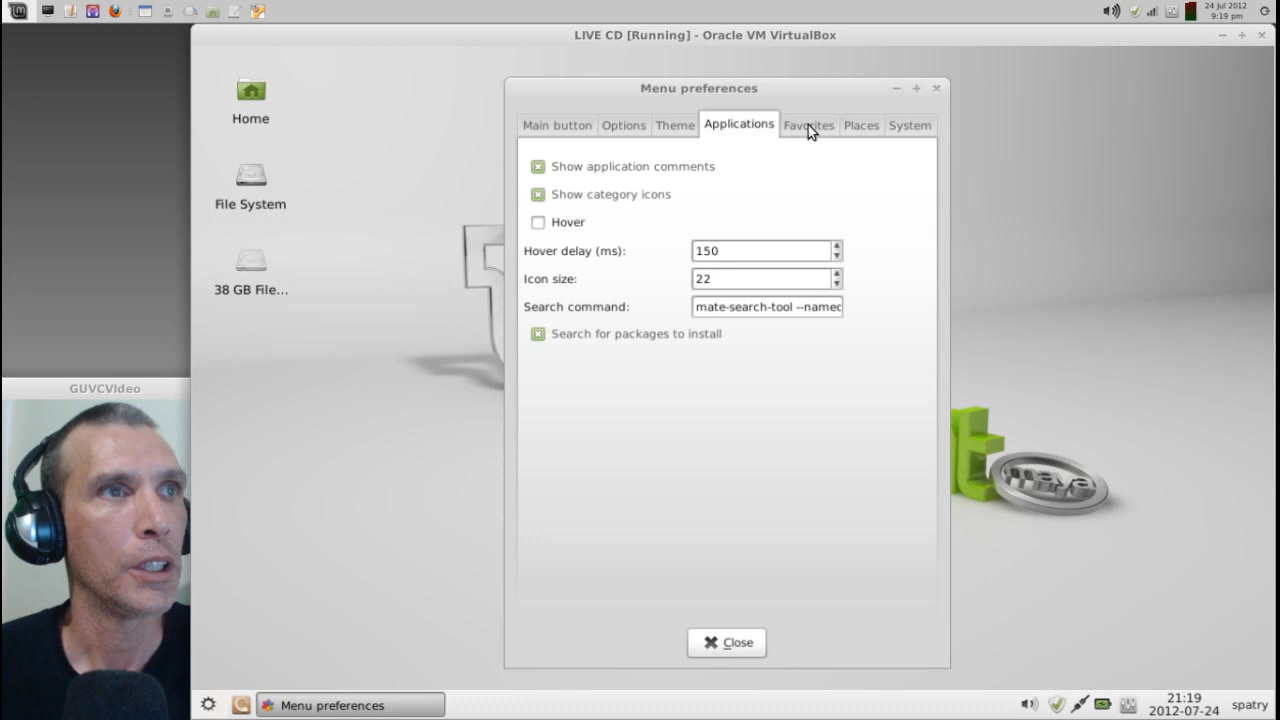 24 Jul 2012
9:19 pm
LIVE CD [Running] - Oracle VM VirtualBox
Home
File System
38 GB File...
Menu preferences
Main button
Options
Theme
Applications
Favorites
Places
System
Show application comments
Show category icons
Hover
Hover delay (ms):
150
Icon size:
22
Search command:
mate-search-tool --named
Search for packages to install
Close
GUVCVIdeo
t
maya
Menu preferences
21:19
2012-07-24
spatry